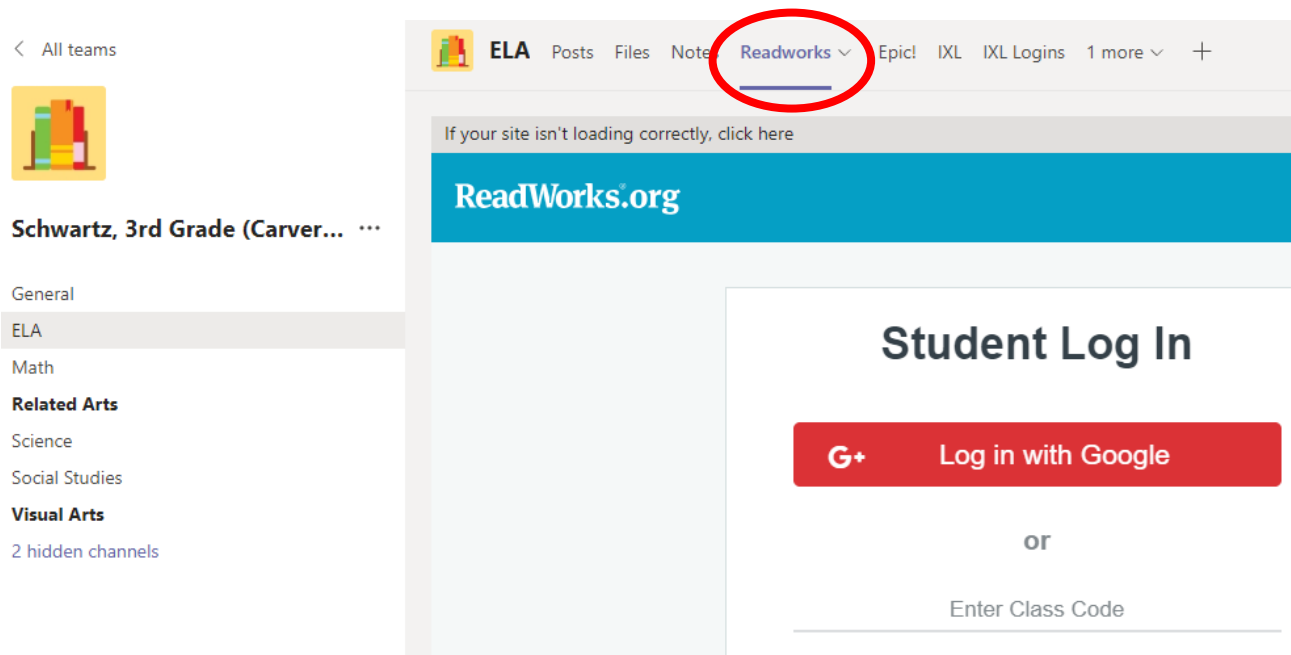 All teams
Schwartz, 3rd Grade (Carver... ···
General
ELA
Math
Related Arts
Science
Social Studies
Visual Arts
2 hidden channels
ELA Posts Files Notes Readworks Epic! IXL IXL Logins 1 more +
If your site isn't loading correctly, click here
ReadWorks®.org
Student Log In
G+ Log in with Google
or
Enter Class Code